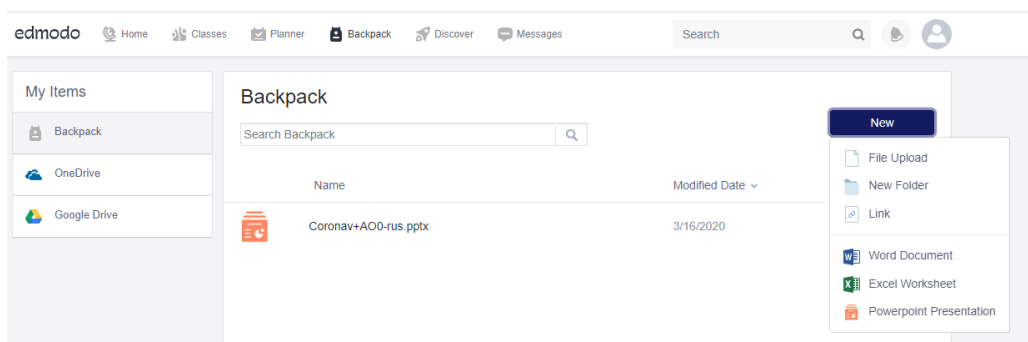 edmodo Home Classes Planner Backpack Discover Messages Search
My Items
Backpack
OneDrive
Google Drive
Backpack
Search Backpack
New
Name Modified Date
Coronav+AO0-rus.pptx 3/16/2020
File Upload
New Folder
Link
Word Document
Excel Worksheet
Powerpoint Presentation